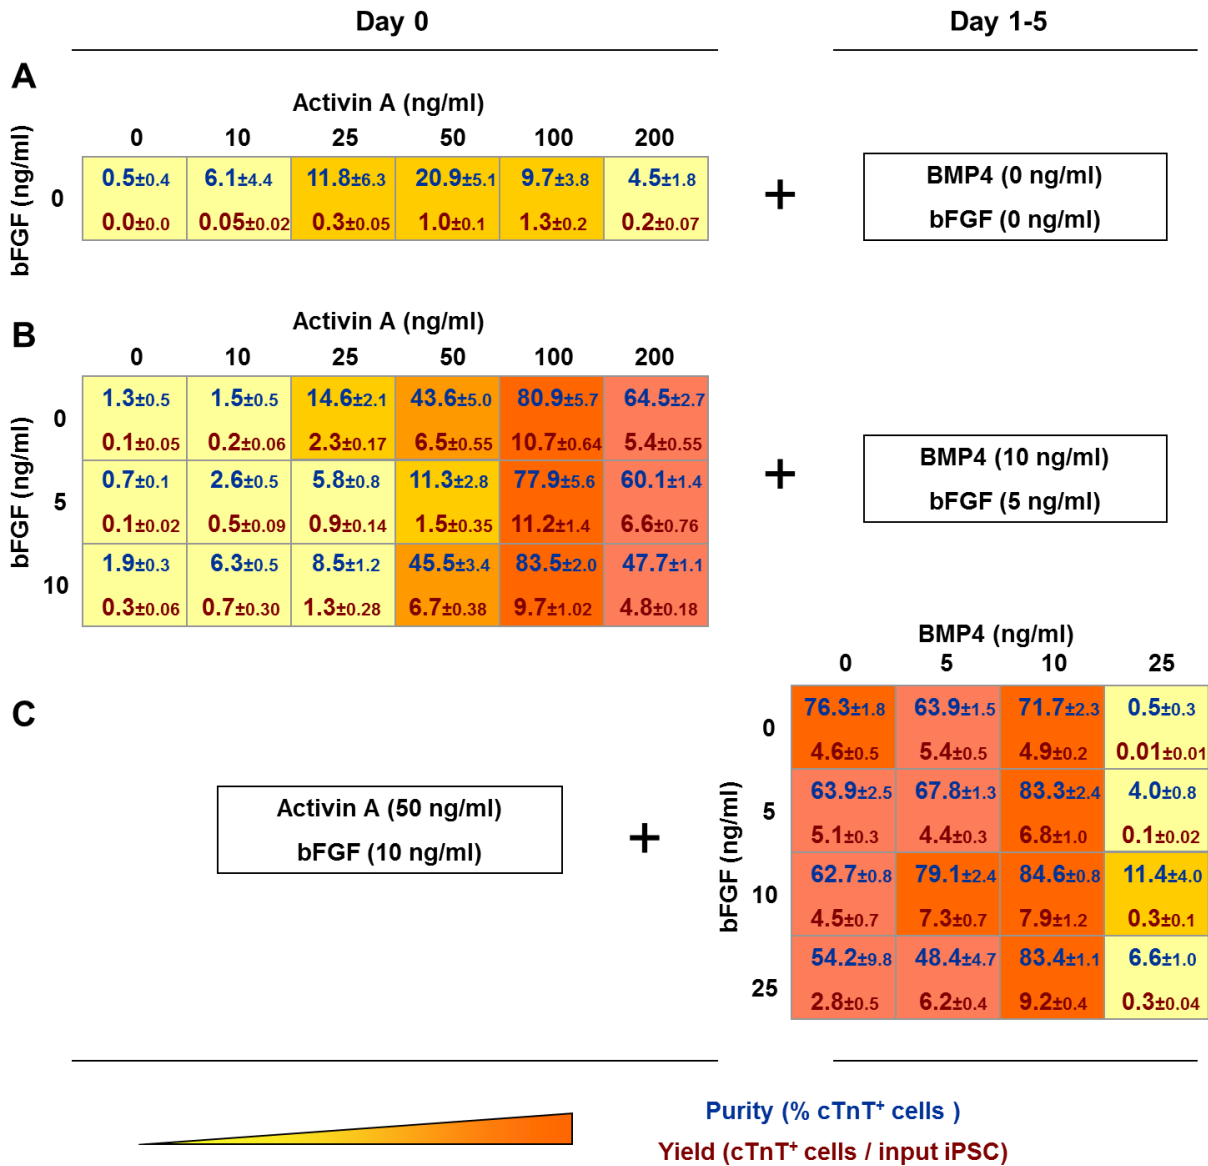 Day 0 Day 1-5
A
Activin A (ng/ml)
0 10 25 50 100 200
bFGF (ng/ml)
0
0.5±0.4 6.1±4.4 11.8±6.3 20.9±5.1 9.7±3.8 4.5±1.8
0.0±0.0 0.05±0.02 0.3±0.05 1.0±0.1 1.3±0.2 0.2±0.07
+
BMP4 (0 ng/ml)
bFGF (0 ng/ml)
B
Activin A (ng/ml)
0 10 25 50 100 200
bFGF (ng/ml)
0
1.3±0.5 1.5±0.5 14.6±2.1 43.6±5.0 80.9±5.7 64.5±2.7
0.1±0.05 0.2±0.06 2.3±0.17 6.5±0.55 10.7±0.64 5.4±0.55
5
0.7±0.1 2.6±0.5 5.8±0.8 11.3±2.8 77.9±5.6 60.1±1.4
0.1±0.02 0.5±0.09 0.9±0.14 1.5±0.35 11.2±1.4 6.6±0.76
10
1.9±0.3 6.3±0.5 8.5±1.2 45.5±3.4 83.5±2.0 47.7±1.1
0.3±0.06 0.7±0.30 1.3±0.28 6.7±0.38 9.7±1.02 4.8±0.18
+
BMP4 (10 ng/ml)
bFGF (5 ng/ml)
C
Activin A (50 ng/ml)
bFGF (10 ng/ml)
+
BMP4 (ng/ml)
0 5 10 25
bFGF (ng/ml)
0
76.3±1.8 63.9±1.5 71.7±2.3 0.5±0.3
4.6±0.5 5.4±0.5 4.9±0.2 0.01±0.01
5
63.9±2.5 67.8±1.3 83.3±2.4 4.0±0.8
5.1±0.3 4.4±0.3 6.8±1.0 0.1±0.02
10
62.7±0.8 79.1±2.4 84.6±0.8 11.4±4.0
4.5±0.7 7.3±0.7 7.9±1.2 0.3±0.1
25
54.2±9.8 48.4±4.7 83.4±1.1 6.6±1.0
2.8±0.5 6.2±0.4 9.2±0.4 0.3±0.04
Purity (% cTnT⁺ cells )
Yield (cTnT⁺ cells / input iPSC)